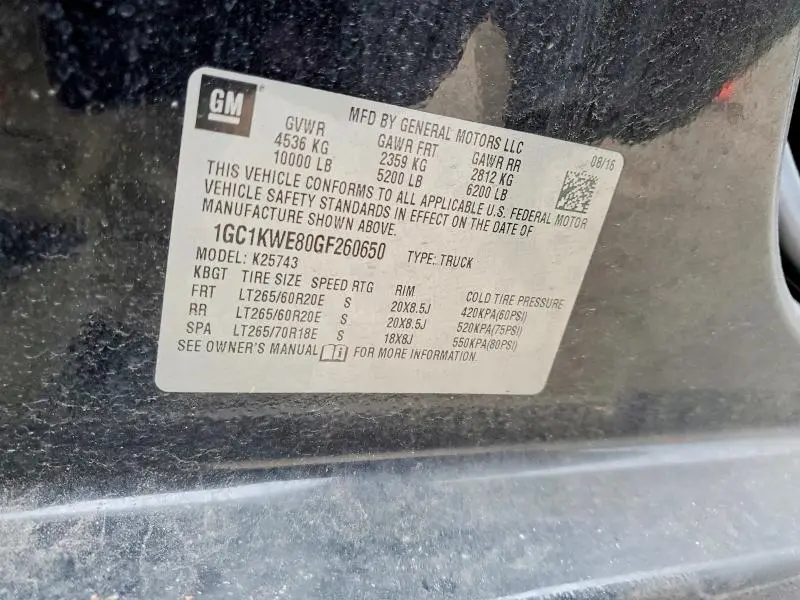 GM
MFD BY GENERAL MOTORS LLC
08/16
GVWR GAWR FRT GAWR RR
4536 KG 2359 KG 2812 KG
10000 LB 5200 LB 6200 LB
THIS VEHICLE CONFORMS TO ALL APPLICABLE U.S. FEDERAL MOTOR
VEHICLE SAFETY STANDARDS IN EFFECT ON THE DATE OF
MANUFACTURE SHOWN ABOVE.
1GC1KWE80GF260650 TYPE: TRUCK
MODEL: K25743
KBGT TIRE SIZE SPEED RTG RIM COLD TIRE PRESSURE
FRT LT265/60R20E S 20X8.5J 420KPA(60PSI)
RR LT265/60R20E S 20X8.5J 520KPA(75PSI)
SPA LT265/70R18E S 18X8J 550KPA(80PSI)
SEE OWNER'S MANUAL FOR MORE INFORMATION.